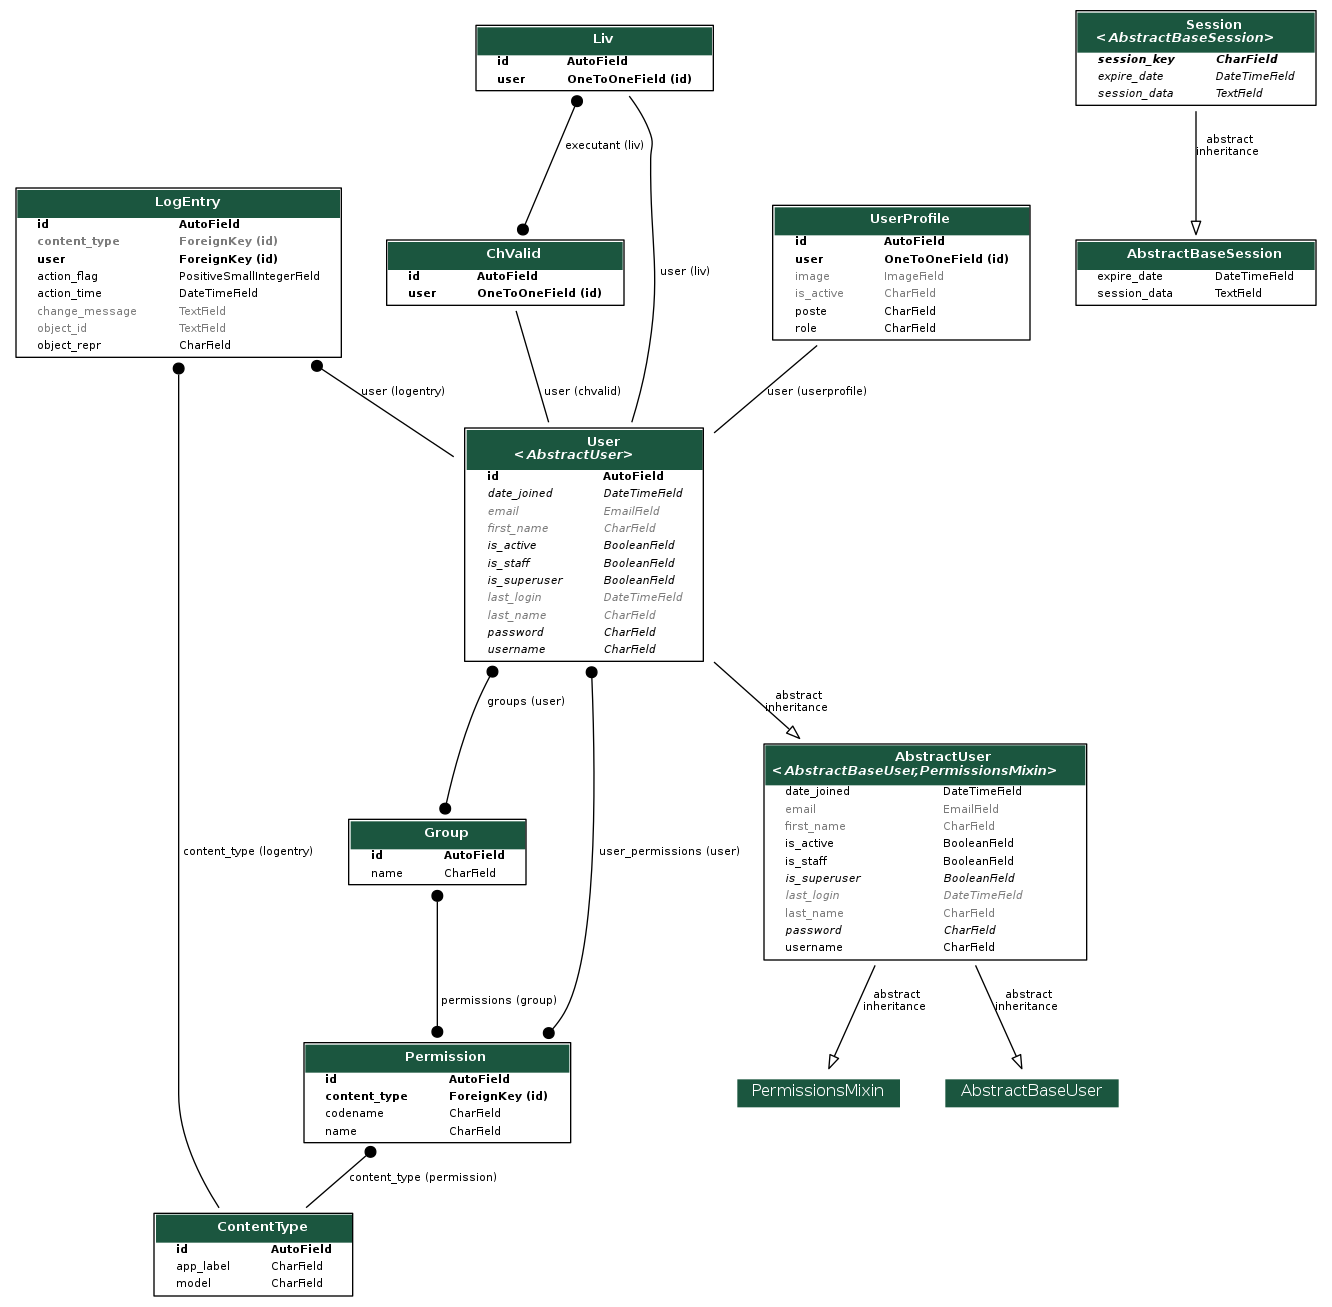 Liv
id AutoField
user OneToOneField (id)
Session
<AbstractBaseSession>
session_key CharField
expire_date DateTimeField
session_data TextField
executant (liv)
abstract
inheritance
LogEntry
id AutoField
content_type ForeignKey (id)
user ForeignKey (id)
action_flag PositiveSmallIntegerField
action_time DateTimeField
change_message TextField
object_id TextField
object_repr CharField
ChValid
id AutoField
user OneToOneField (id)
user (liv)
UserProfile
id AutoField
user OneToOneField (id)
image ImageField
is_active CharField
poste CharField
role CharField
AbstractBaseSession
expire_date DateTimeField
session_data TextField
user (logentry)
user (chvalid)
user (userprofile)
User
<AbstractUser>
id AutoField
date_joined DateTimeField
email EmailField
first_name CharField
is_active BooleanField
is_staff BooleanField
is_superuser BooleanField
last_login DateTimeField
last_name CharField
password CharField
username CharField
groups (user)
abstract
inheritance
AbstractUser
<AbstractBaseUser,PermissionsMixin>
date_joined DateTimeField
email EmailField
first_name CharField
is_active BooleanField
is_staff BooleanField
is_superuser BooleanField
last_login DateTimeField
last_name CharField
password CharField
username CharField
content_type (logentry)
Group
id AutoField
name CharField
user_permissions (user)
permissions (group)
abstract
inheritance
abstract
inheritance
Permission
id AutoField
content_type ForeignKey (id)
codename CharField
name CharField
PermissionsMixin
AbstractBaseUser
content_type (permission)
ContentType
id AutoField
app_label CharField
model CharField